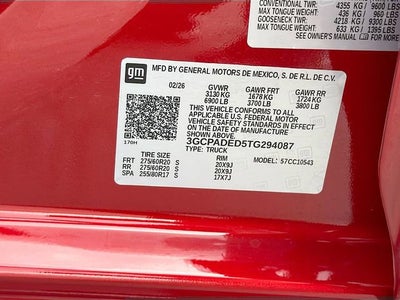 CONVENTIONAL TWR 4355 KG / 9600 LBS
MAX TONGUE WEIGHT 436 KG / 960 LBS
GOOSENECK TWR 4218 KG / 9300 LBS
MAX TONGUE WEIGHT 633 KG / 1395 LBS
SEE OWNER'S MANUAL FOR
gm
MFD BY GENERAL MOTORS DE MEXICO, S. DE R.L. DE C.V.
02/26 GVWR GAWR FRT GAWR RR
3130 KG 1678 KG 1724 KG
6900 LB 3700 LB 3800 LB
THIS VEHICLE CONFORMS TO ALL
APPLICABLE U.S. FEDERAL MOTOR
VEHICLE SAFETY STANDARDS IN EFFECT
ON THE DATE OF MANUFACTURE
SHOWN ABOVE.
170H
3GCPADED5TG294087
TYPE: TRUCK
RIM MODEL: 57CC10543
FRT 275/60R20 S 20X9J
RR 275/60R20 S 20X9J
SPA 255/80R17 S 17X7J